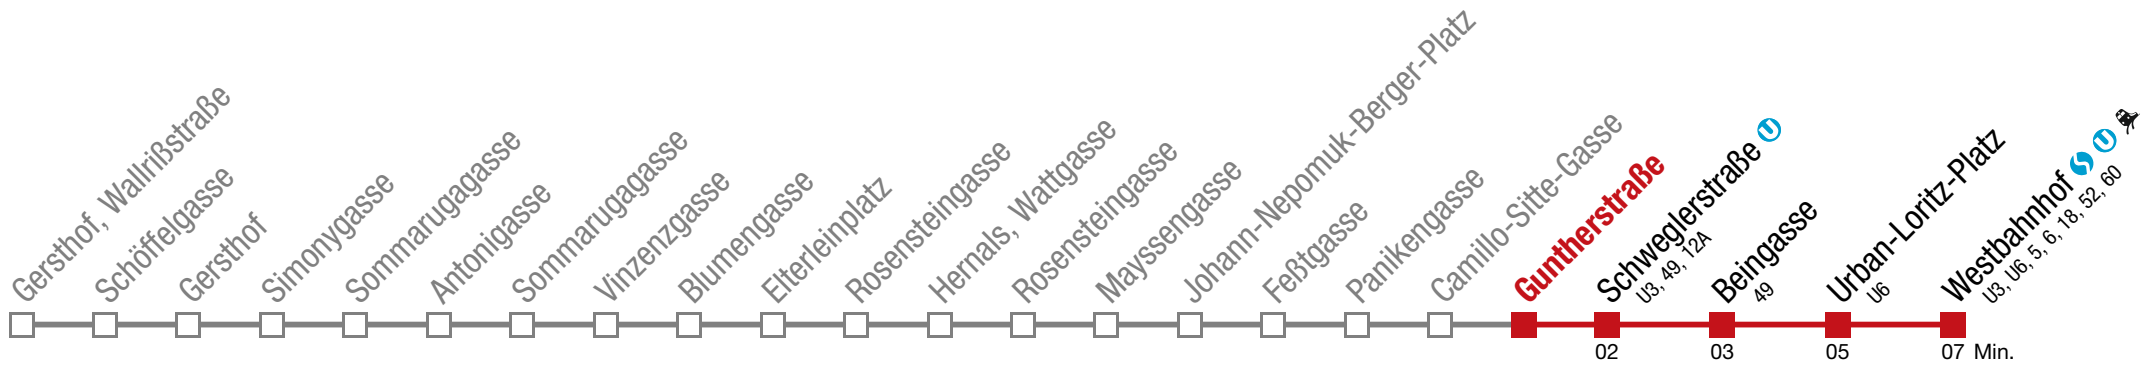 Gersthof, Wallrißstraße
Schöffelgasse
Gersthof
Simonygasse
Sommarugagasse
Antonigasse
Sommarugagasse
Vinzenzgasse
Blumengasse
Elterleinplatz
Rosensteingasse
Hernals, Wattgasse
Rosensteingasse
Mayssengasse
Johann-Nepomuk-Berger-Platz
Feßtgasse
Panikengasse
Camillo-Sitte-Gasse
Guntherstraße
Schweglerstraße U
U3, 49, 12A
Beingasse
49
Urban-Loritz-Platz
U6
Westbahnhof S U
U3, U6, 5, 6, 18, 52, 60
02 03 05 07 Min.